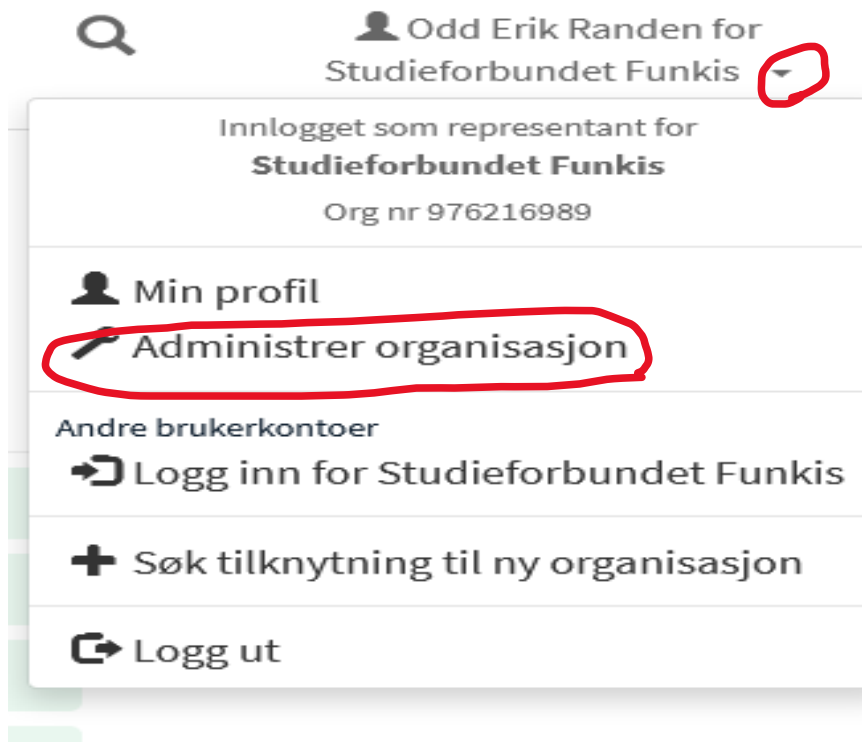 Odd Erik Randen for
Studieforbundet Funkis
Innlogget som representant for
Studieforbundet Funkis
Org nr 976216989
Min profil
Administrer organisasjon
Andre brukerkontoer
Logg inn for Studieforbundet Funkis
Søk tilknytning til ny organisasjon
Logg ut